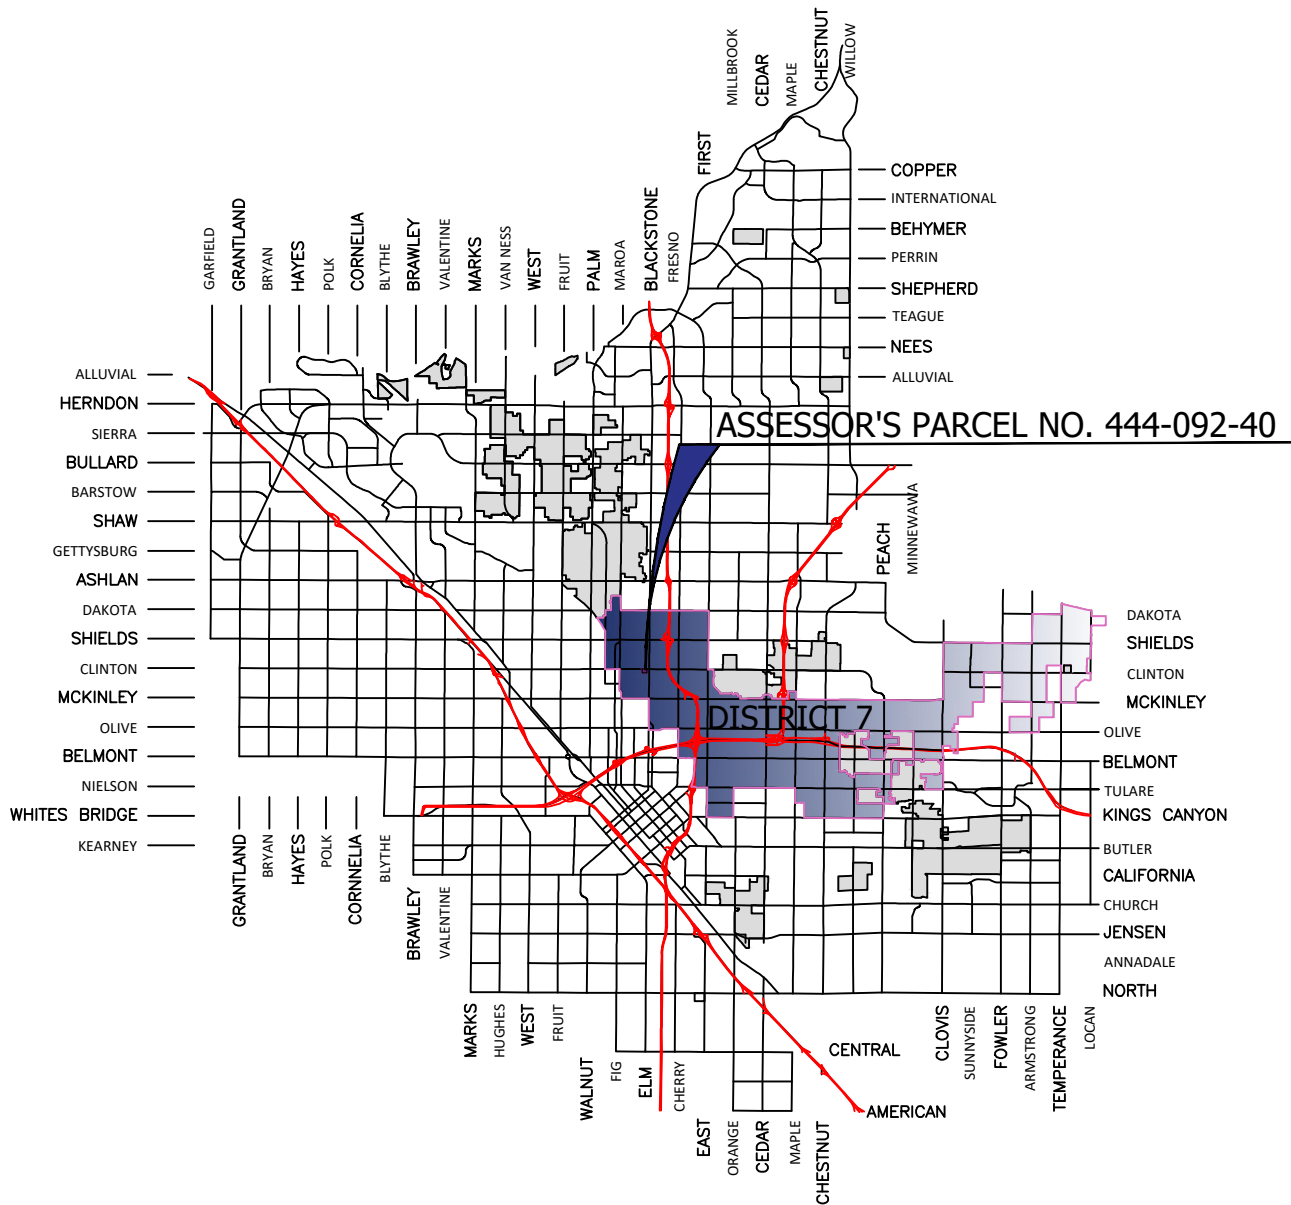 MILLBROOK
CEDAR
MAPLE
CHESTNUT
WILLOW
FIRST
COPPER
INTERNATIONAL
BEHYMER
PERRIN
SHEPHERD
TEAGUE
NEES
ALLUVIAL
GARFIELD
GRANTLAND
BRYAN
HAYES
POLK
CORNELIA
BLYTHE
BRAWLEY
VALENTINE
MARKS
VAN NESS
WEST
FRUIT
PALM
MAROA
BLACKSTONE
FRESNO
ALLUVIAL
HERNDON
SIERRA
BULLARD
BARSTOW
SHAW
GETTYSBURG
ASHLAN
DAKOTA
SHIELDS
CLINTON
MCKINLEY
OLIVE
BELMONT
NIELSON
WHITES BRIDGE
KEARNEY
ASSESSOR'S PARCEL NO. 444-092-40
PEACH
MINNEWAWA
DISTRICT 7
DAKOTA
SHIELDS
CLINTON
MCKINLEY
OLIVE
BELMONT
TULARE
KINGS CANYON
BUTLER
CALIFORNIA
CHURCH
JENSEN
ANNADALE
NORTH
GRANTLAND
BRYAN
HAYES
POLK
CORNNELIA
BLYTHE
BRAWLEY
VALENTINE
MARKS
HUGHES
WEST
FRUIT
WALNUT
FIG
ELM
CHERRY
EAST
ORANGE
CEDAR
MAPLE
CHESTNUT
CENTRAL
AMERICAN
CLOVIS
SUNNYSIDE
FOWLER
ARMSTRONG
TEMPERANCE
LOCAN